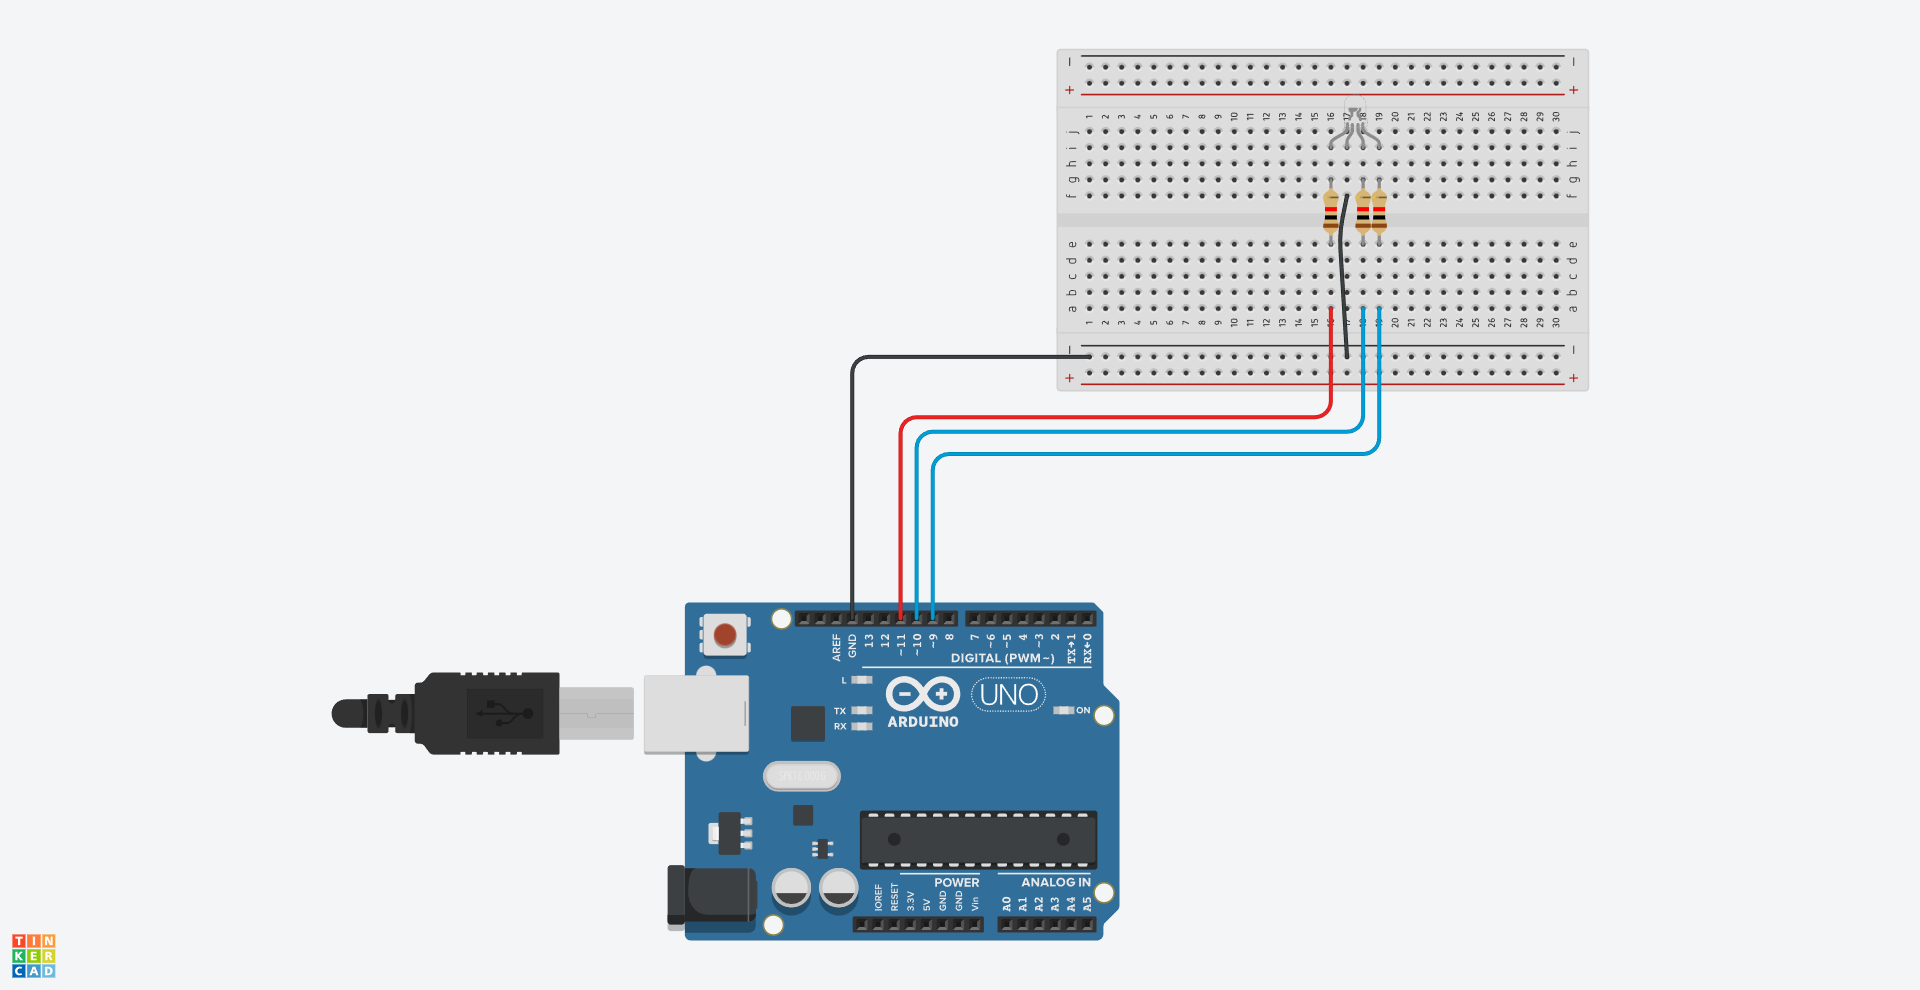 − −
+ +
1 2 3 4 5 6 7 8 9 10 11 12 13 14 15 16 17 18 19 20 21 22 23 24 25 26 27 28 29 30
j j
i i
h h
g g
f f
e e
d d
c c
b b
a a
1 2 3 4 5 6 7 8 9 10 11 12 13 14 15 16 17 18 19 20 21 22 23 24 25 26 27 28 29 30
− −
+ +
AREF GND 13 12 ~11 ~10 ~9 8 7 ~6 ~5 4 ~3 2 TX→1 RX←0
DIGITAL (PWM~)
L
TX
RX
UNO
ARDUINO
ON
SPK16.000G
POWER ANALOG IN
IOREF RESET 3.3V 5V GND GND Vin A0 A1 A2 A3 A4 A5
TIN
KER
CAD